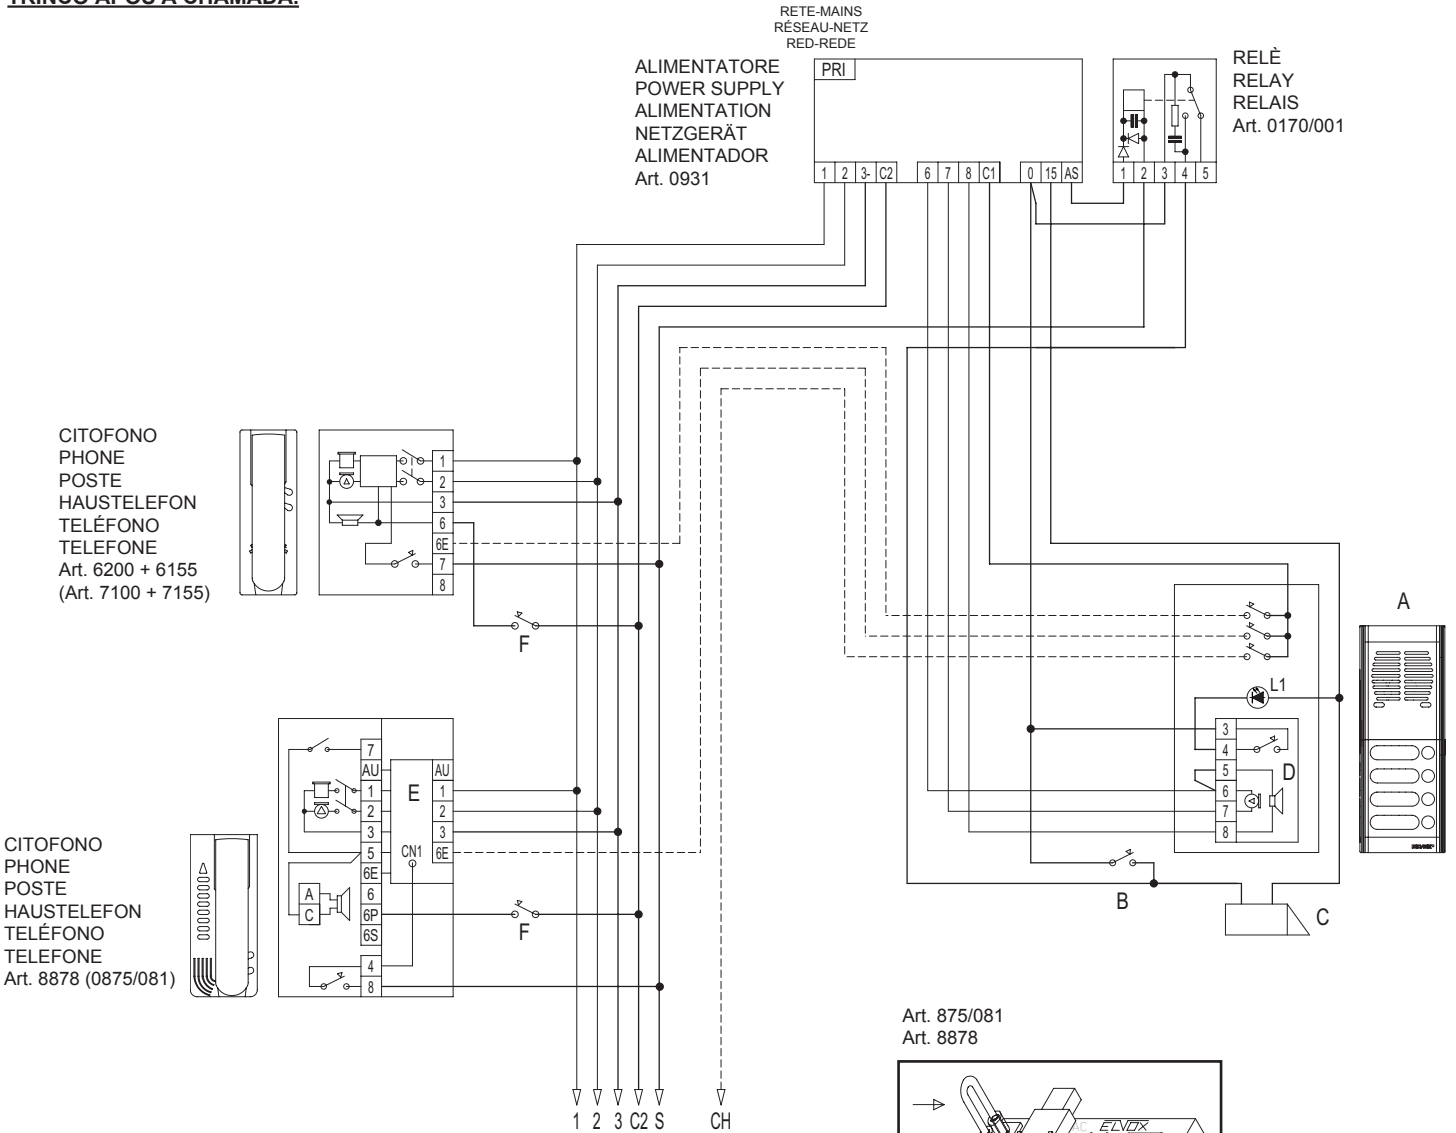 TRINCO APÓS A CHAMADA.
RETE-MAINS
RÉSEAU-NETZ
RED-REDE
ALIMENTATORE
POWER SUPPLY
ALIMENTATION
NETZGERÄT
ALIMENTADOR
Art. 0931
PRI
1 2 3- C2 6 7 8 C1 0 15 AS
RELÈ
RELAY
RELAIS
Art. 0170/001
1 2 3 4 5
CITOFONO
PHONE
POSTE
HAUSTELEFON
TELÉFONO
TELEFONE
Art. 6200 + 6155
(Art. 7100 + 7155)
1
2
3
6
6E
7
8
F
A
L1
3
4
5
6
7
8
D
B
C
CITOFONO
PHONE
POSTE
HAUSTELEFON
TELÉFONO
TELEFONE
Art. 8878 (0875/081)
7
AU
1
2
3
5
6E
6
6P
6S
4
8
A
C
E
CN1
AU
1
2
3
6E
F
1 2 3 C2 S CH
Art. 875/081
Art. 8878
AC ELVOX